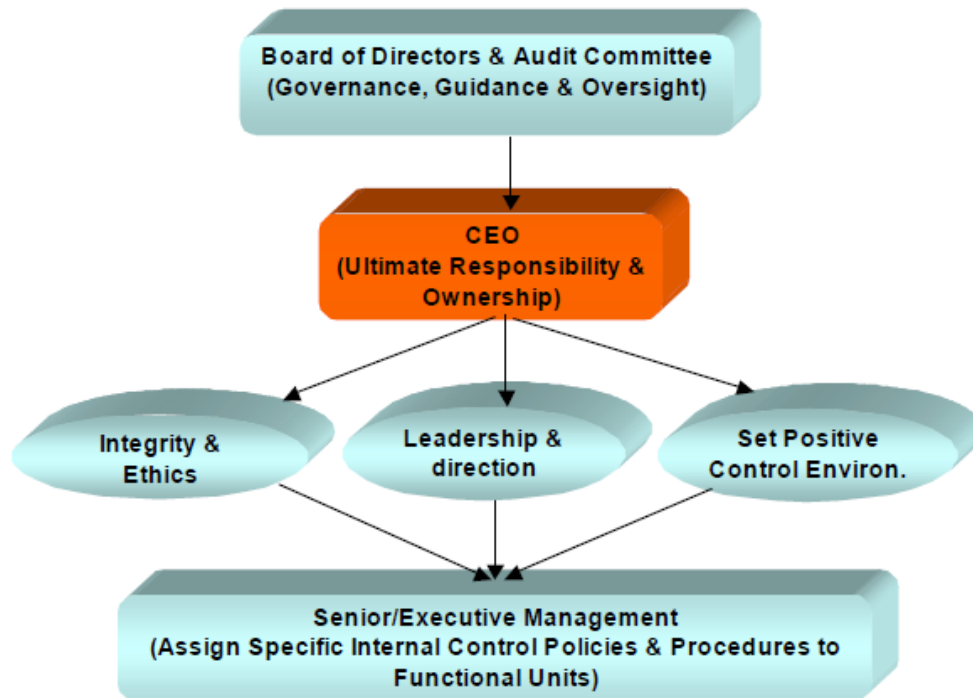 Board of Directors & Audit Committee
(Governance, Guidance & Oversight)
CEO
(Ultimate Responsibility &
Ownership)
Integrity &
Ethics
Leadership &
direction
Set Positive
Control Environ.
Senior/Executive Management
(Assign Specific Internal Control Policies & Procedures to
Functional Units)